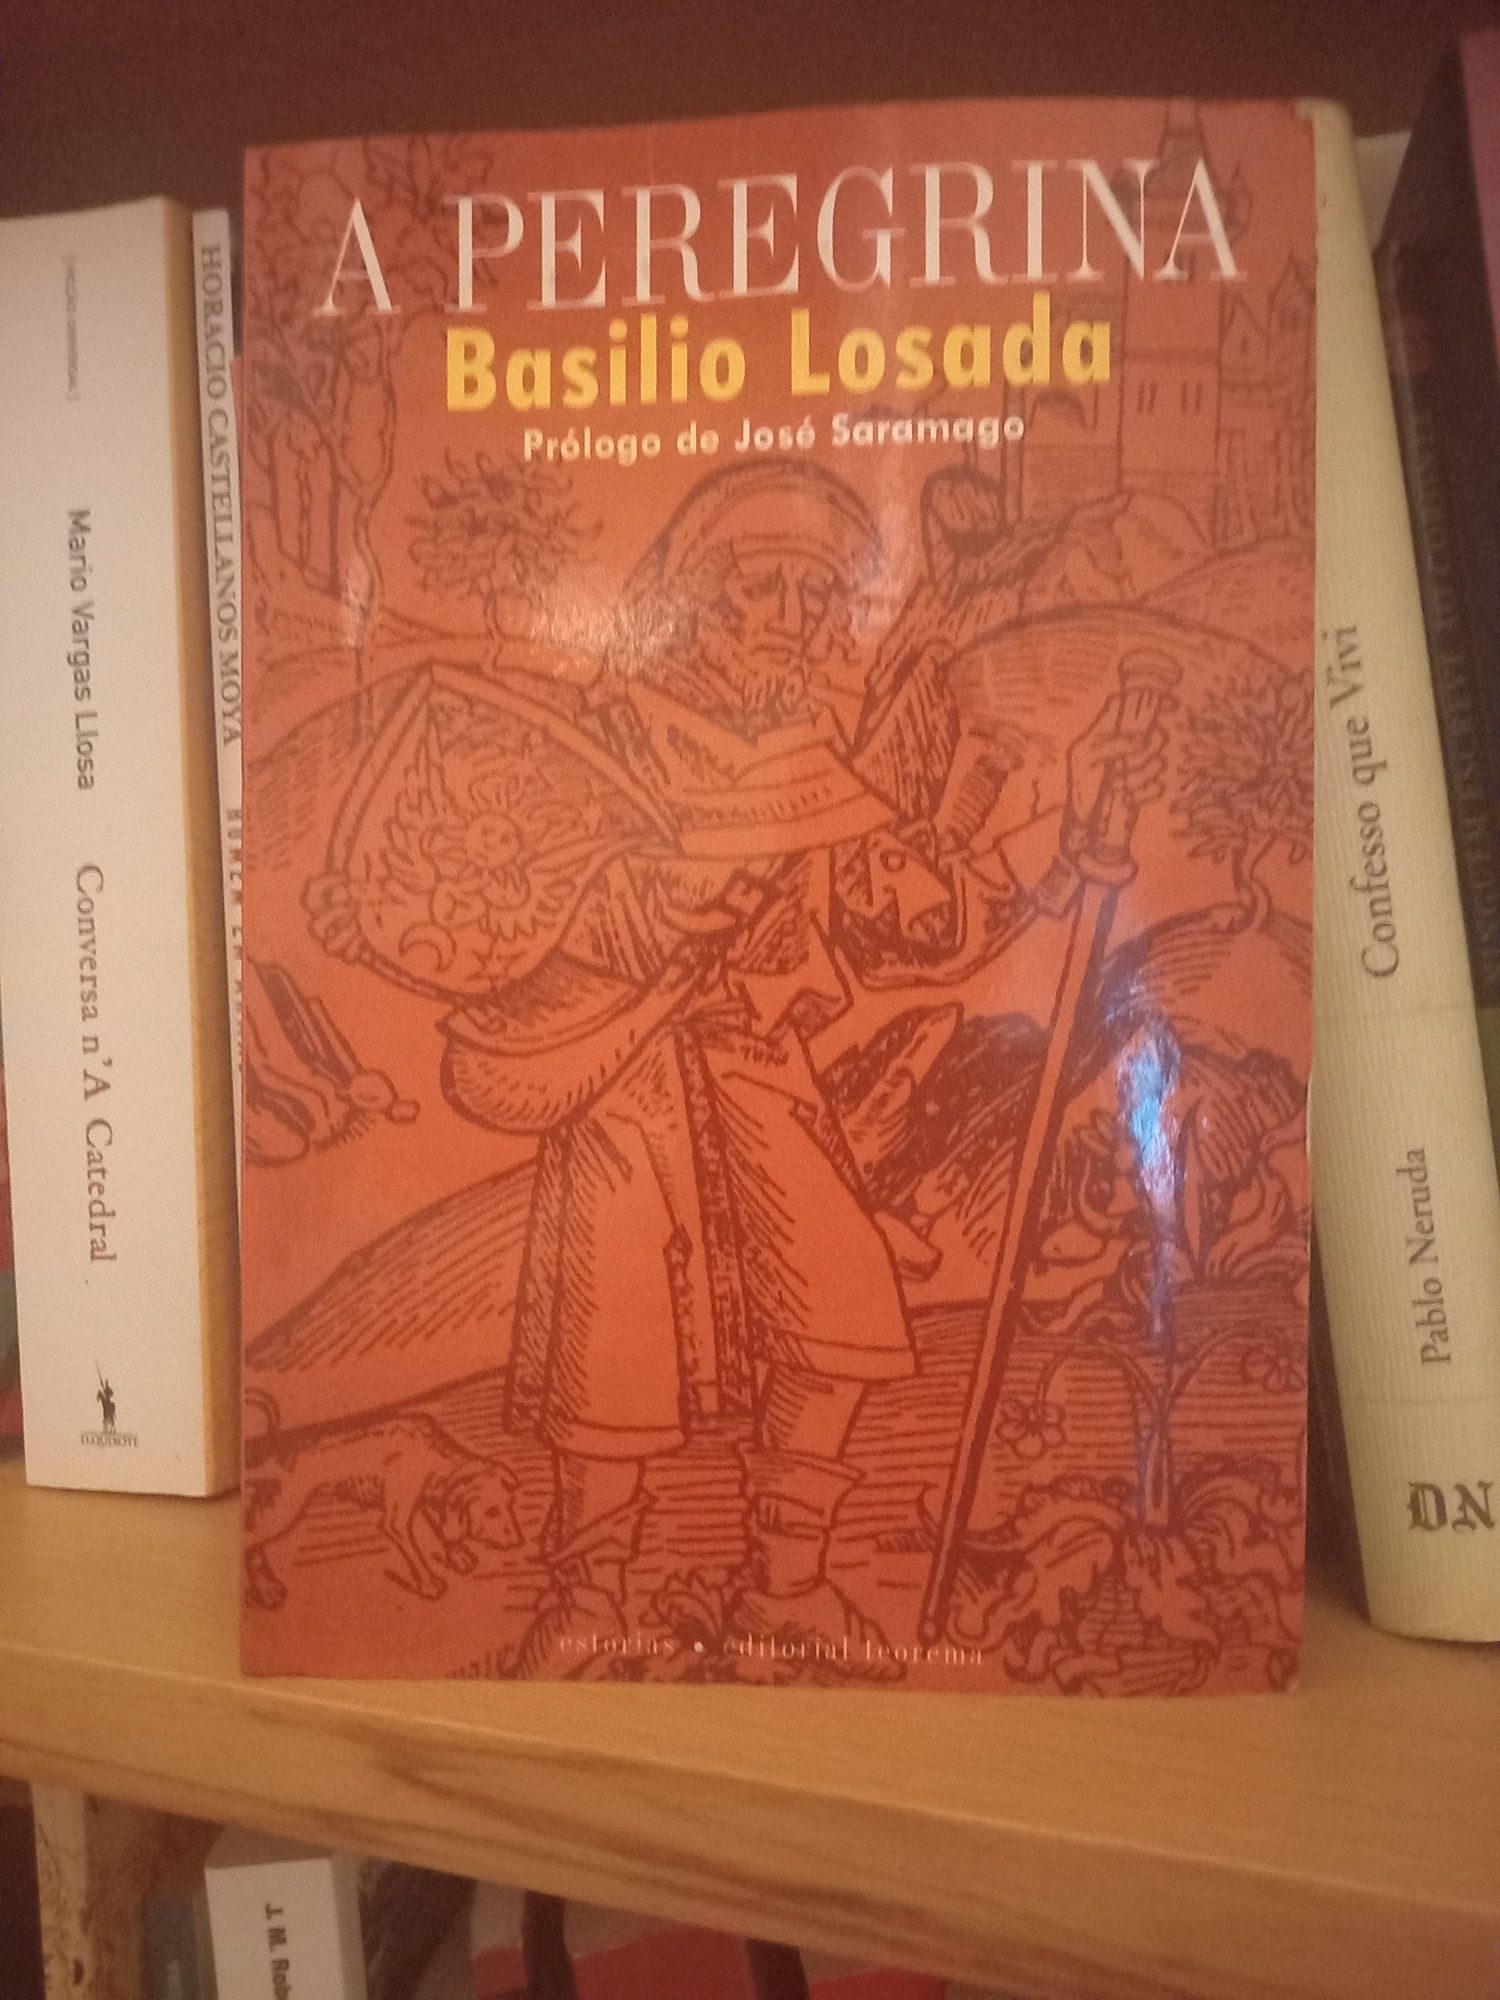 A PEREGRINA
Basilio Losada
Prólogo de José Saramago
estórias • editorial teorema
Mario Vargas Llosa Conversa n'A Catedral
D.QUIXOTE
HORACIO CASTELLANOS MOYA
Confesso que Vivi
Pablo Neruda
J. M.